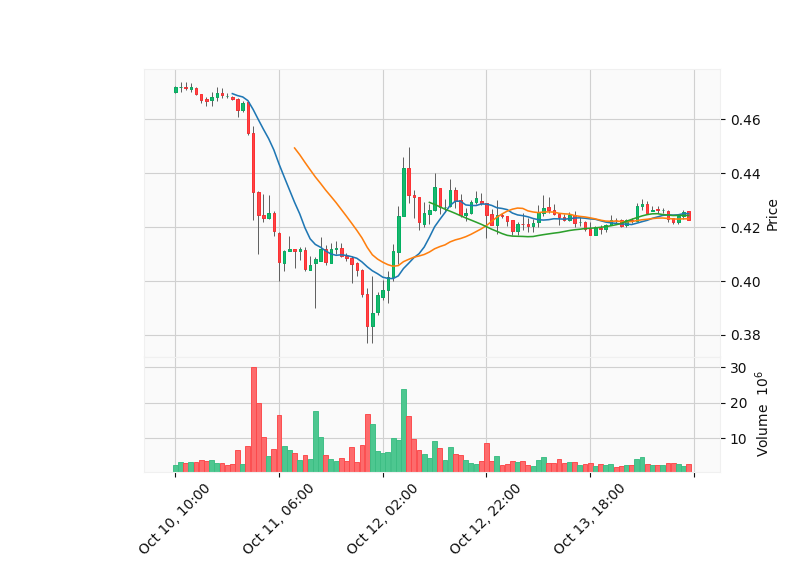 0.46
0.44
0.42
0.40
0.38
Price
30
20
10
Volume 10^6
Oct 10, 10:00
Oct 11, 06:00
Oct 12, 02:00
Oct 12, 22:00
Oct 13, 18:00